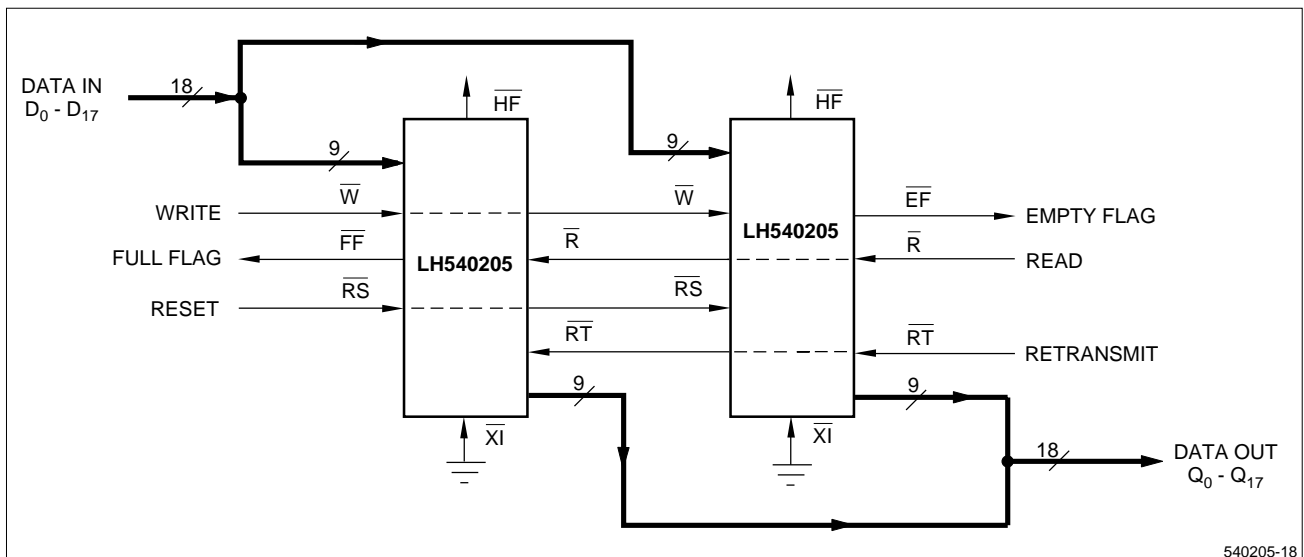 DATA IN
D0 - D17
18
9
HF
9
HF
WRITE
W
W
EF
EMPTY FLAG
LH540205
LH540205
FULL FLAG
FF
R
R
READ
RESET
RS
RS
RT
RT
RETRANSMIT
9
9
XI
XI
18
DATA OUT
Q0 - Q17
540205-18